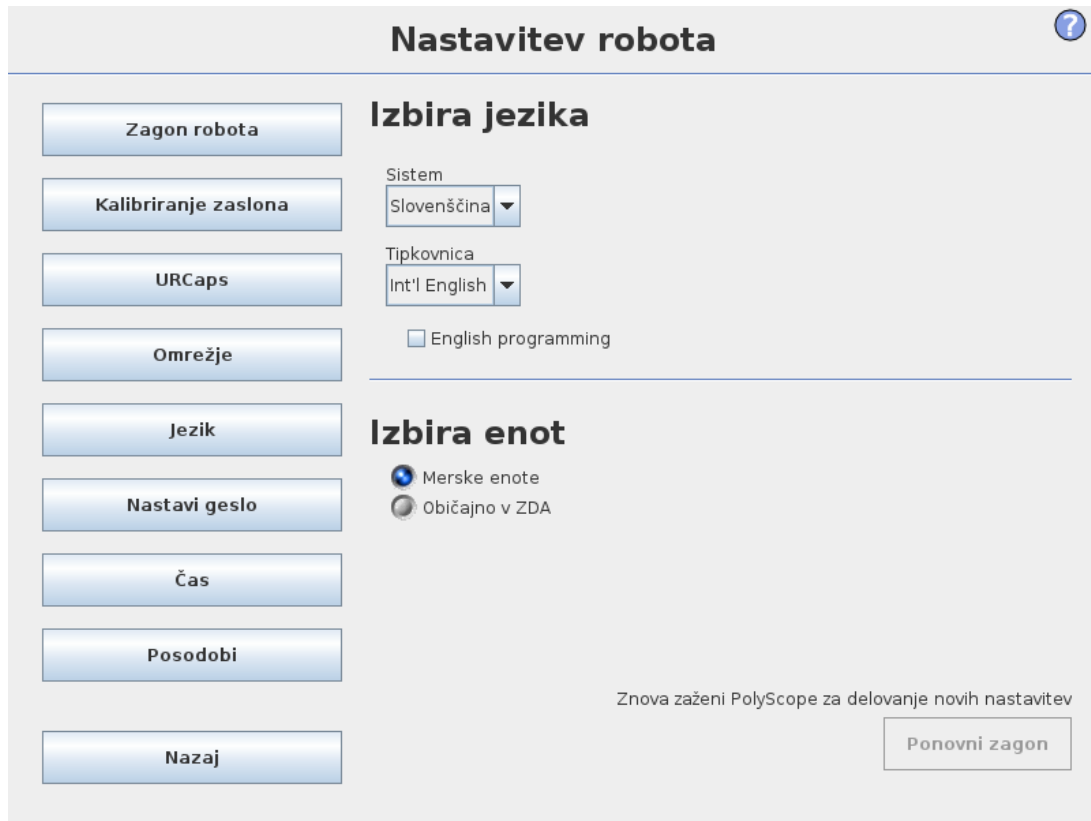 Nastavitev robota
?
Zagon robota
Kalibriranje zaslona
URCaps
Omrežje
Jezik
Nastavi geslo
Čas
Posodobi
Nazaj
Izbira jezika
Sistem
Slovenščina
Tipkovnica
Int'l English
English programming
Izbira enot
Merske enote
Običajno v ZDA
Znova zaženi PolyScope za delovanje novih nastavitev
Ponovni zagon